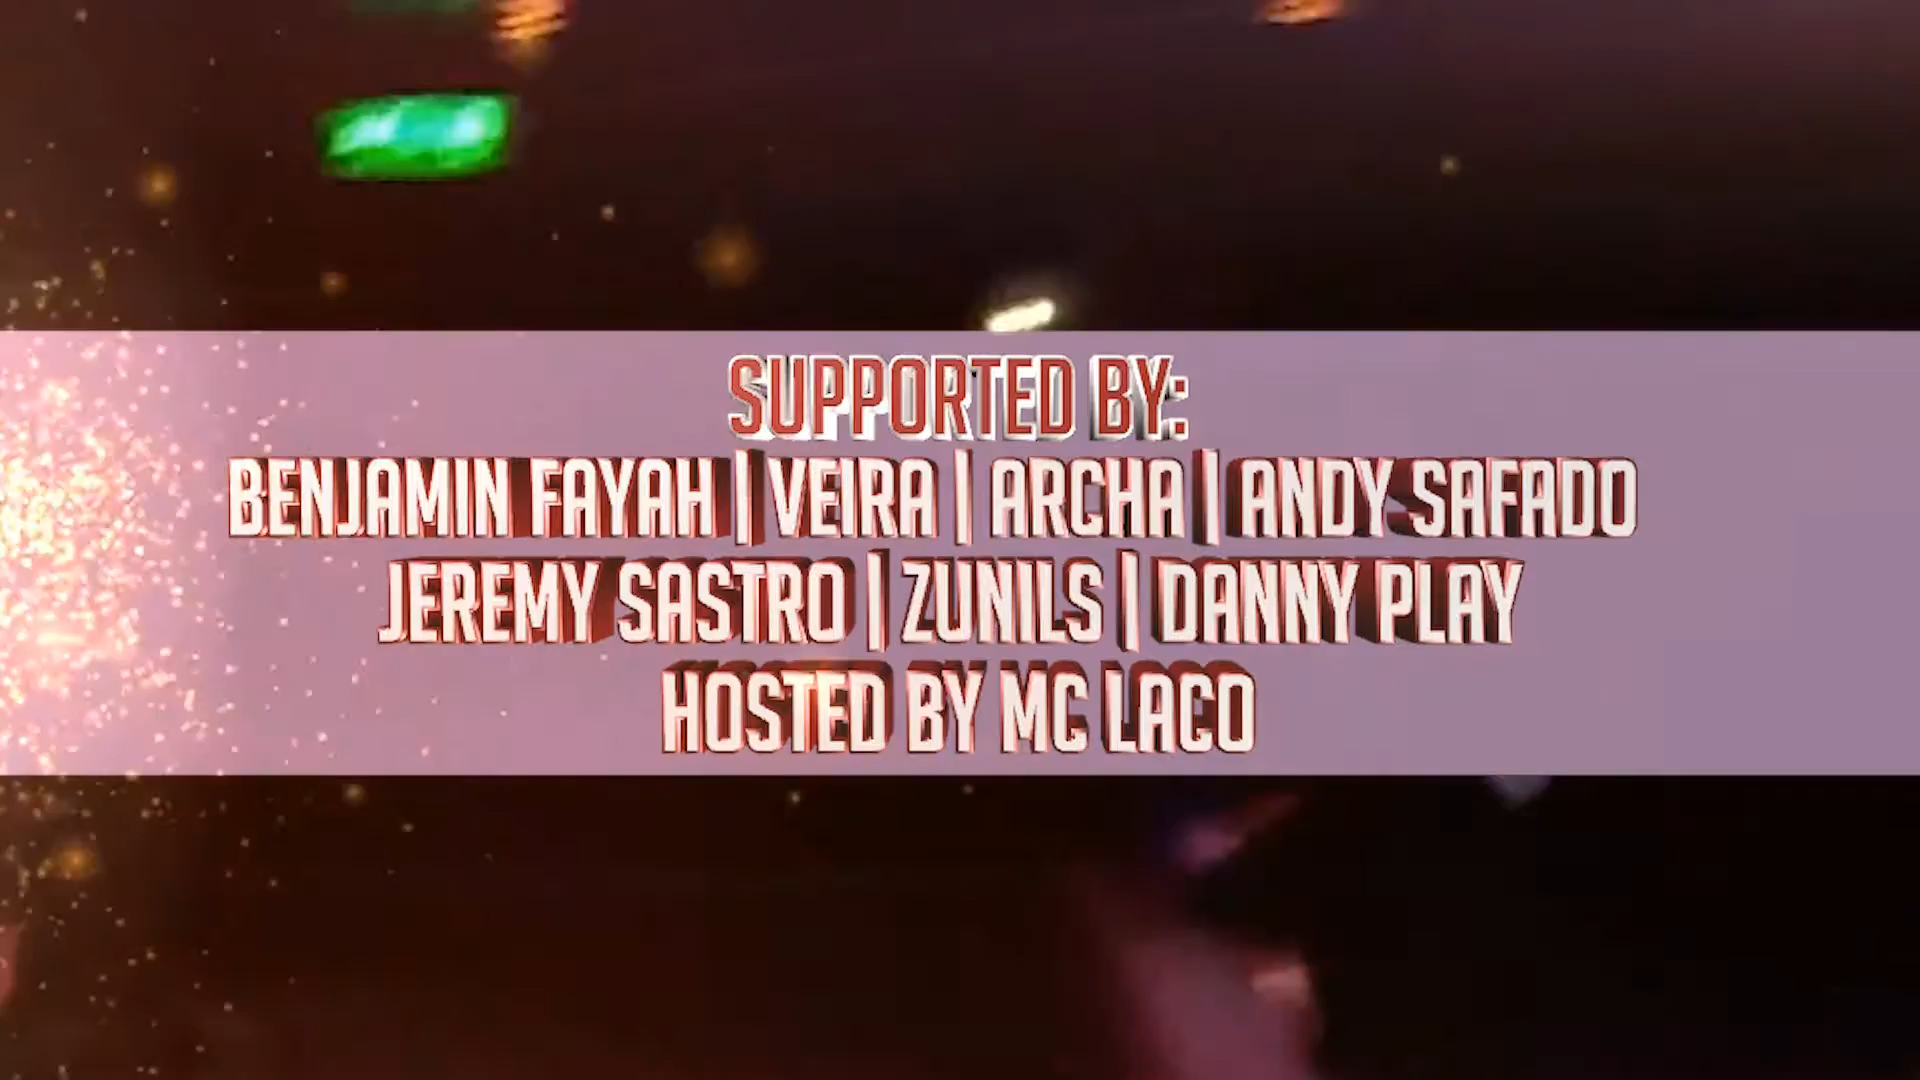 SUPPORTED BY:
BENJAMIN FAYAH | VEIRA | ARCHA | ANDY SAFADO
JEREMY SASTRO | ZUNILS | DANNY PLAY
HOSTED BY MC LACO